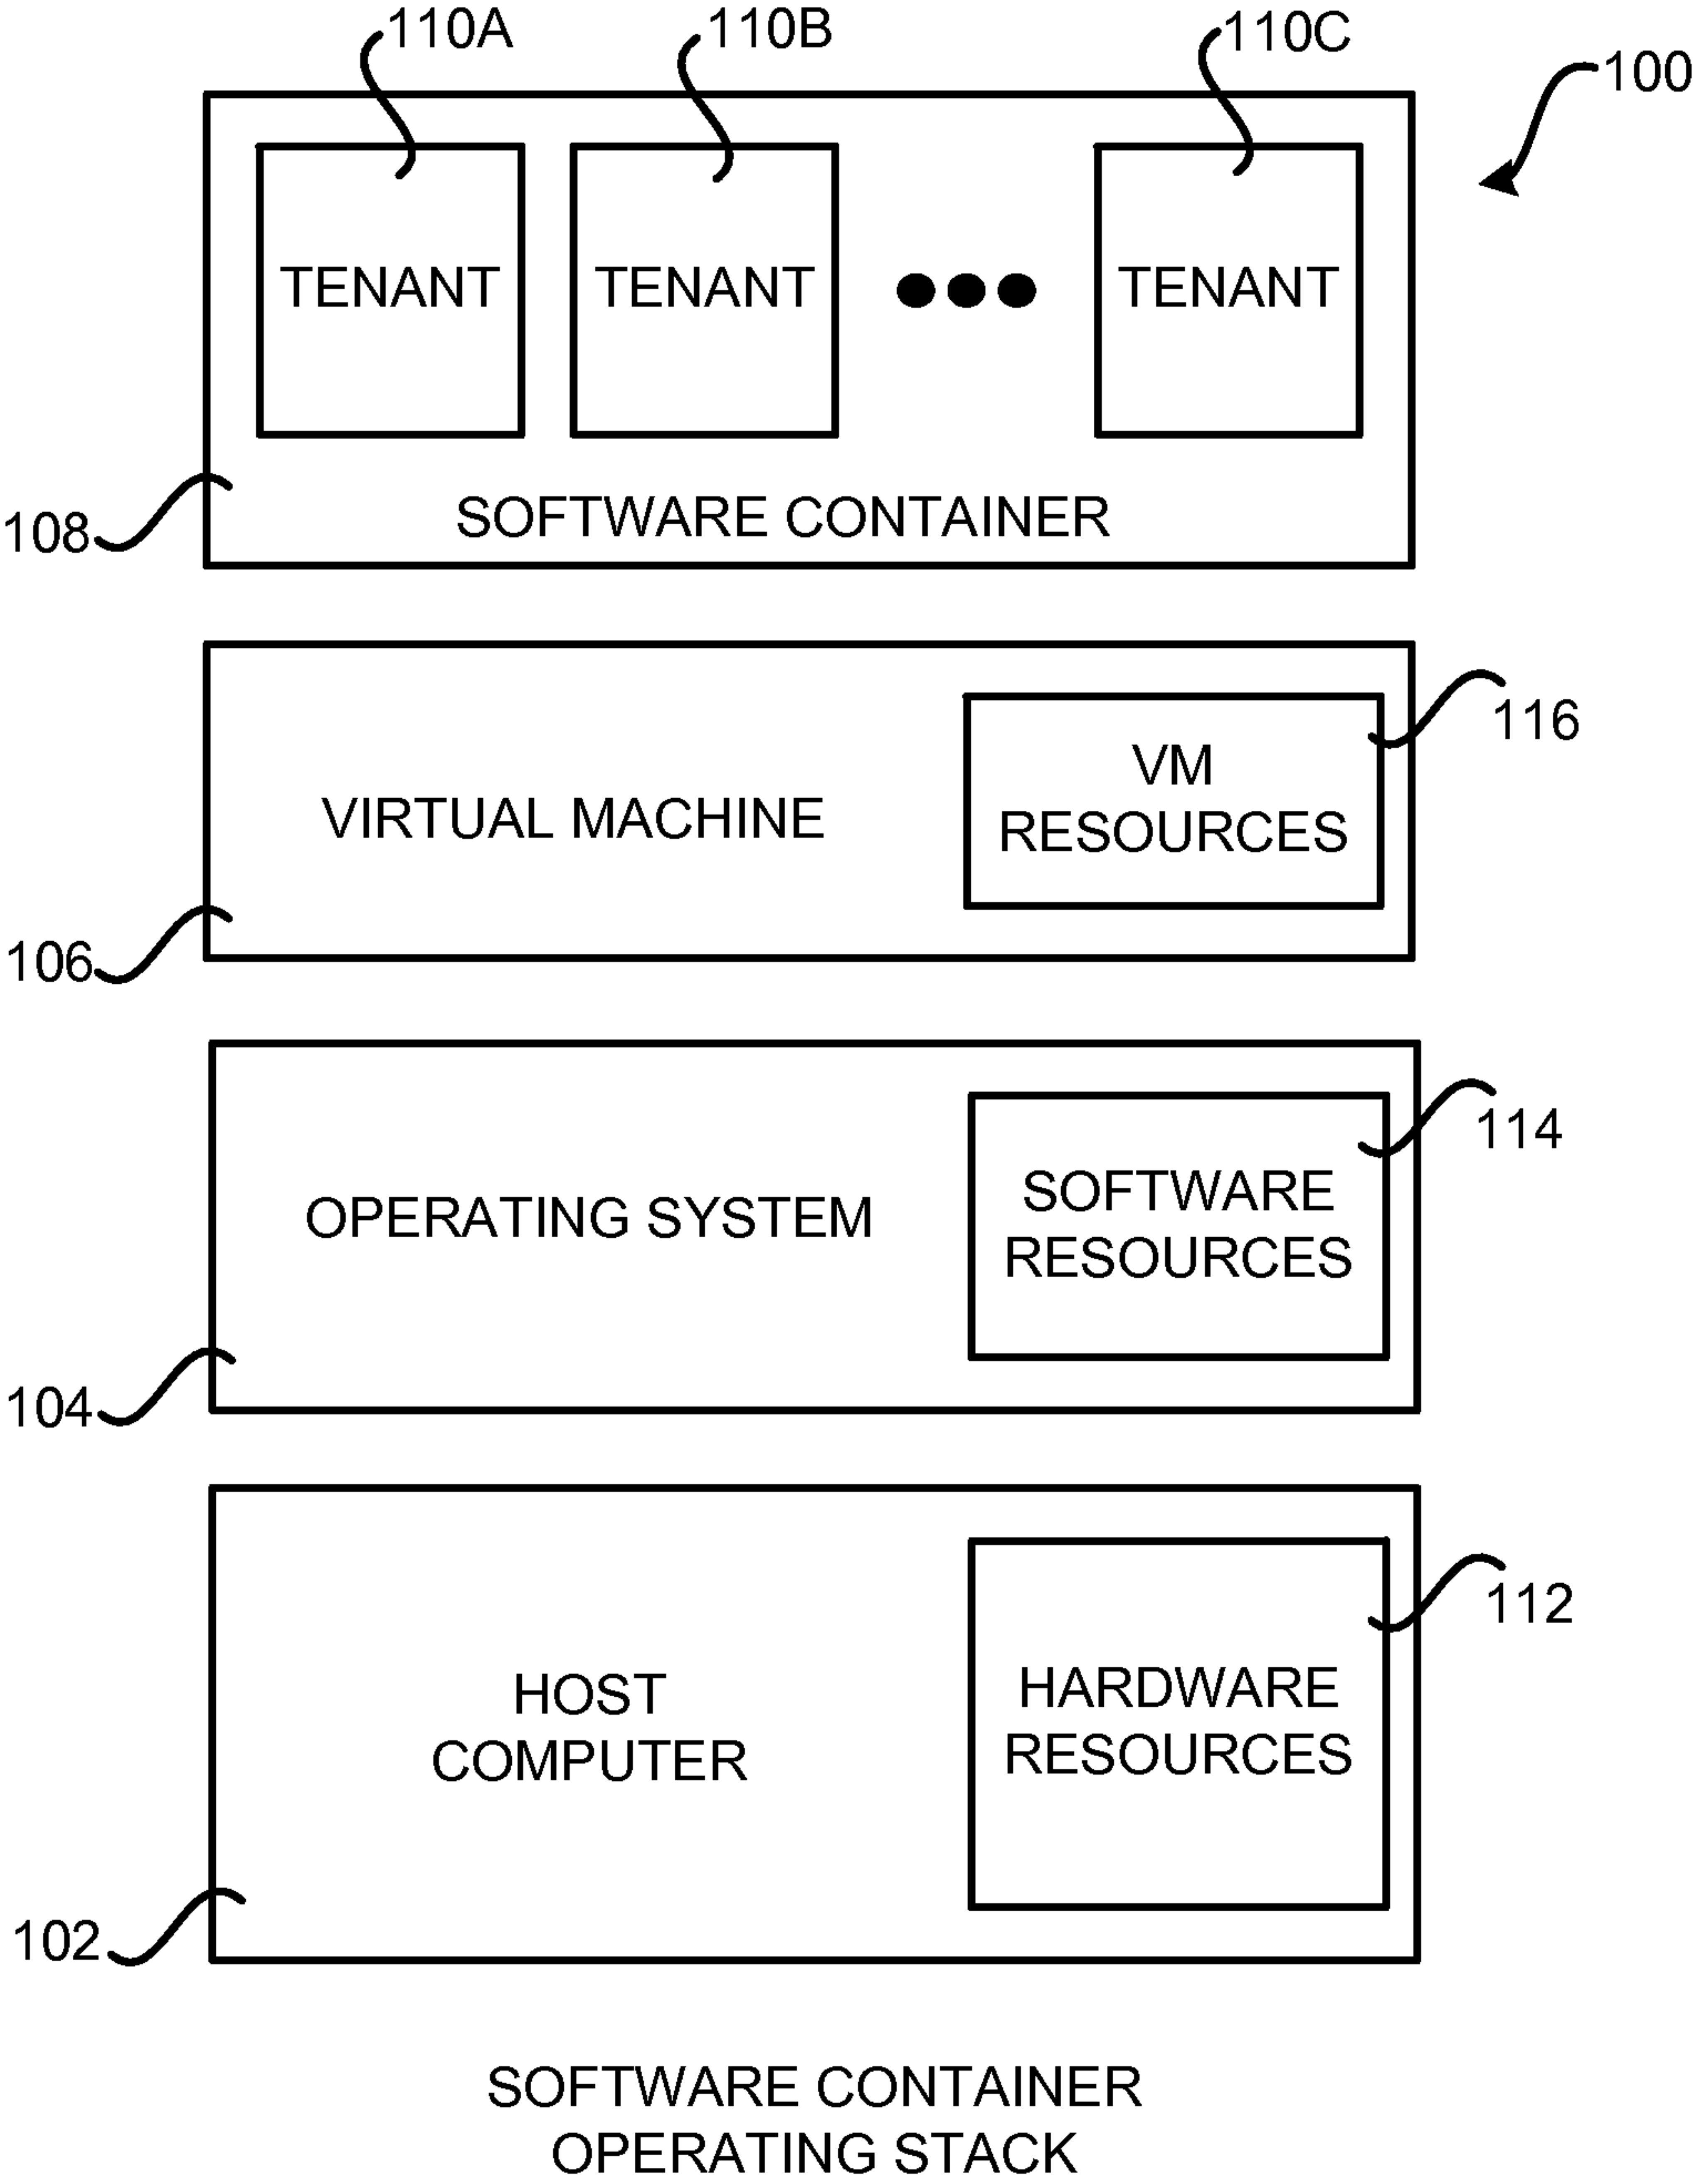 110A 110B 110C
100
TENANT TENANT TENANT
108
SOFTWARE CONTAINER
116
VM
RESOURCES
VIRTUAL MACHINE
106
114
SOFTWARE
RESOURCES
OPERATING SYSTEM
104
112
HARDWARE
RESOURCES
HOST
COMPUTER
102
SOFTWARE CONTAINER
OPERATING STACK